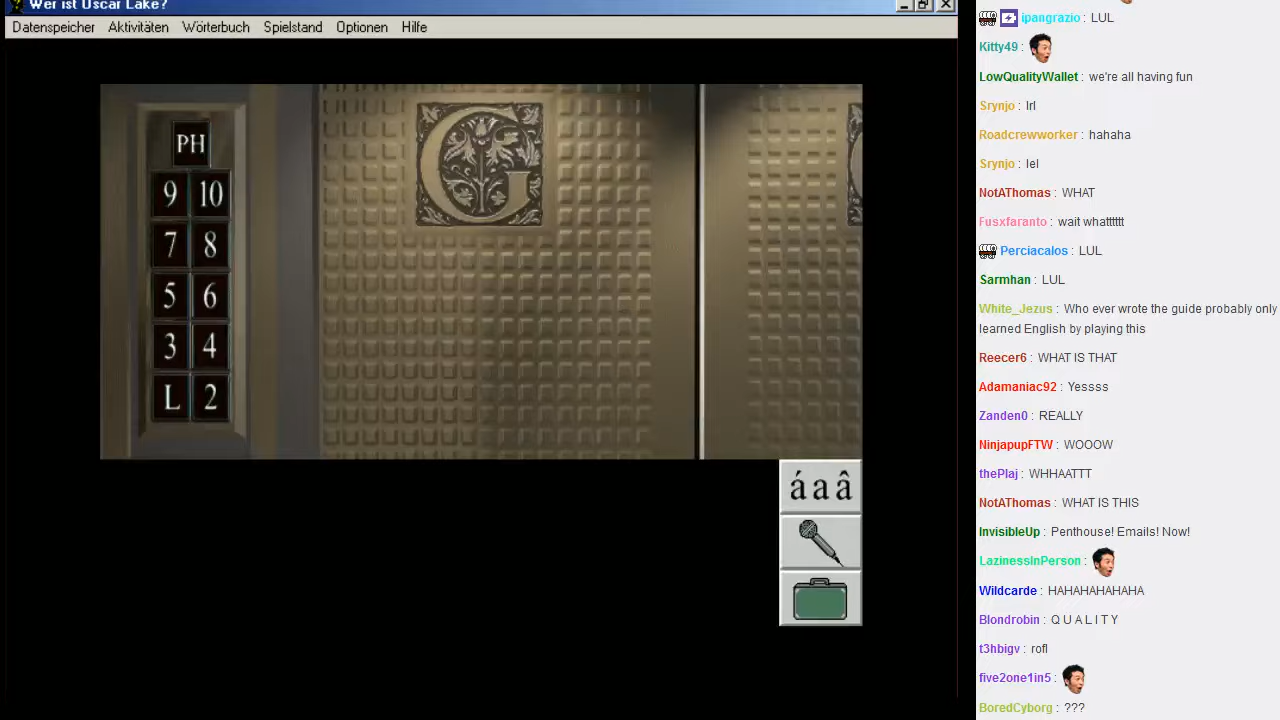 Wer ist Oscar Lake?
Datenspeicher Aktivitäten Wörterbuch Spielstand Optionen Hilfe
PH
9 10
7 8
5 6
3 4
L 2
G
á a â
ipangrazio : LUL
Kitty49 :
LowQualityWallet : we're all having fun
Srynjo : lrl
Roadcrewworker : hahaha
Srynjo : lel
NotAThomas : WHAT
Fusxfaranto : wait whatttttt
Perciacalos : LUL
Sarmhan : LUL
White_Jezus : Who ever wrote the guide probably only
learned English by playing this
Reecer6 : WHAT IS THAT
Adamaniac92 : Yessss
Zanden0 : REALLY
NinjapupFTW : WOOOW
thePlaj : WHHAATTT
NotAThomas : WHAT IS THIS
InvisibleUp : Penthouse! Emails! Now!
LazinessInPerson :
Wildcarde : HAHAHAHAHAHA
Blondrobin : Q U A L I T Y
t3hbigv : rofl
five2one1in5 :
BoredCyborg : ???